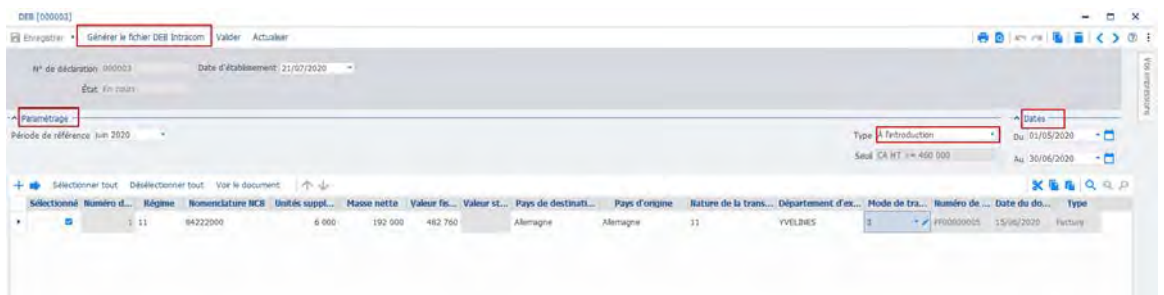 DEB [000003]
Enregistrer Générer le fichier DEB Intracom Valider Actualiser
N° de déclaration 000003 Date d'établissement 21/07/2020
État En cours
Paramétrage Dates
Période de référence juin 2020 Type A l'introduction Du 01/05/2020
Seuil CA HT >= 460 000 Au 30/06/2020
Sélectionner tout Désélectionner tout Voir le document
Sélectionné Numéro d... Régime Nomenclature NC8 Unités suppl... Masse nette Valeur fis... Valeur st... Pays de destinati... Pays d'origine Nature de la trans... Département d'ex... Mode de tra... Numéro de ... Date du do... Type
1 11 84222000 6 000 192 000 482 760 Allemagne Allemagne 11 YVELINES 3 FF00000005 15/06/2020 Facture